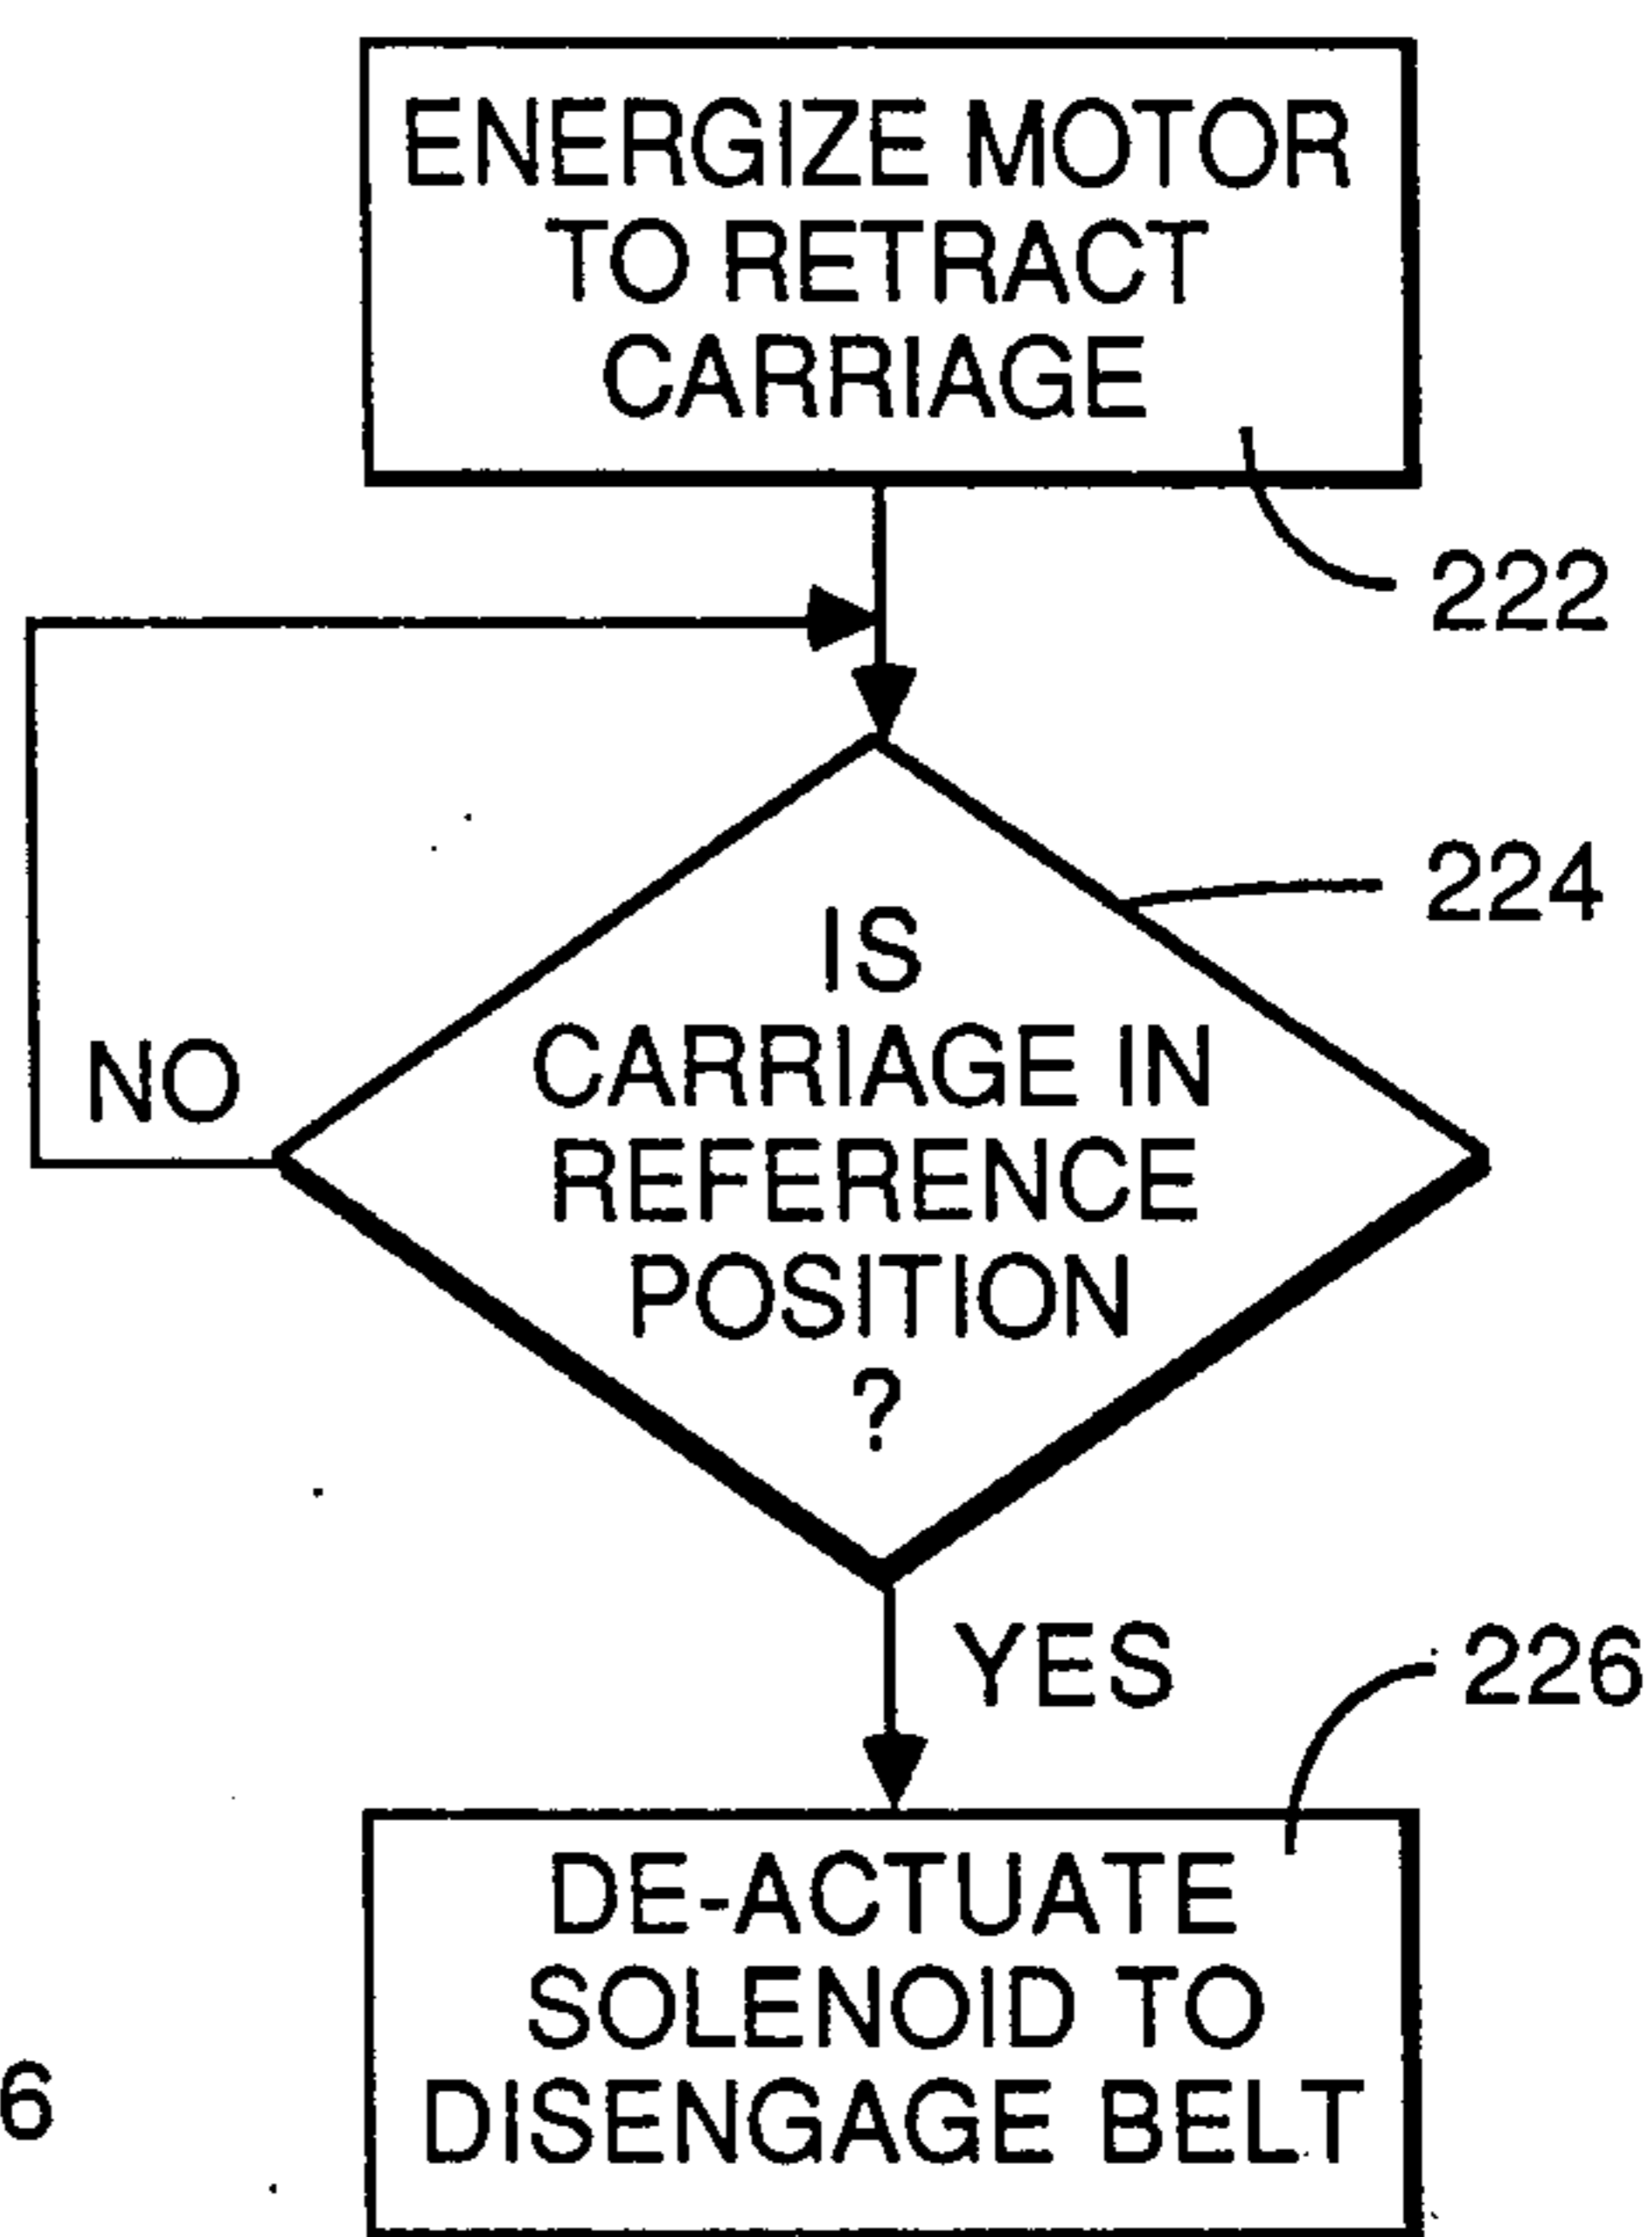 ENERGIZE MOTOR
TO RETRACT
CARRIAGE
222
224
IS
CARRIAGE IN
REFERENCE
POSITION
?
NO
YES
226
DE-ACTUATE
SOLENOID TO
DISENGAGE BELT
6